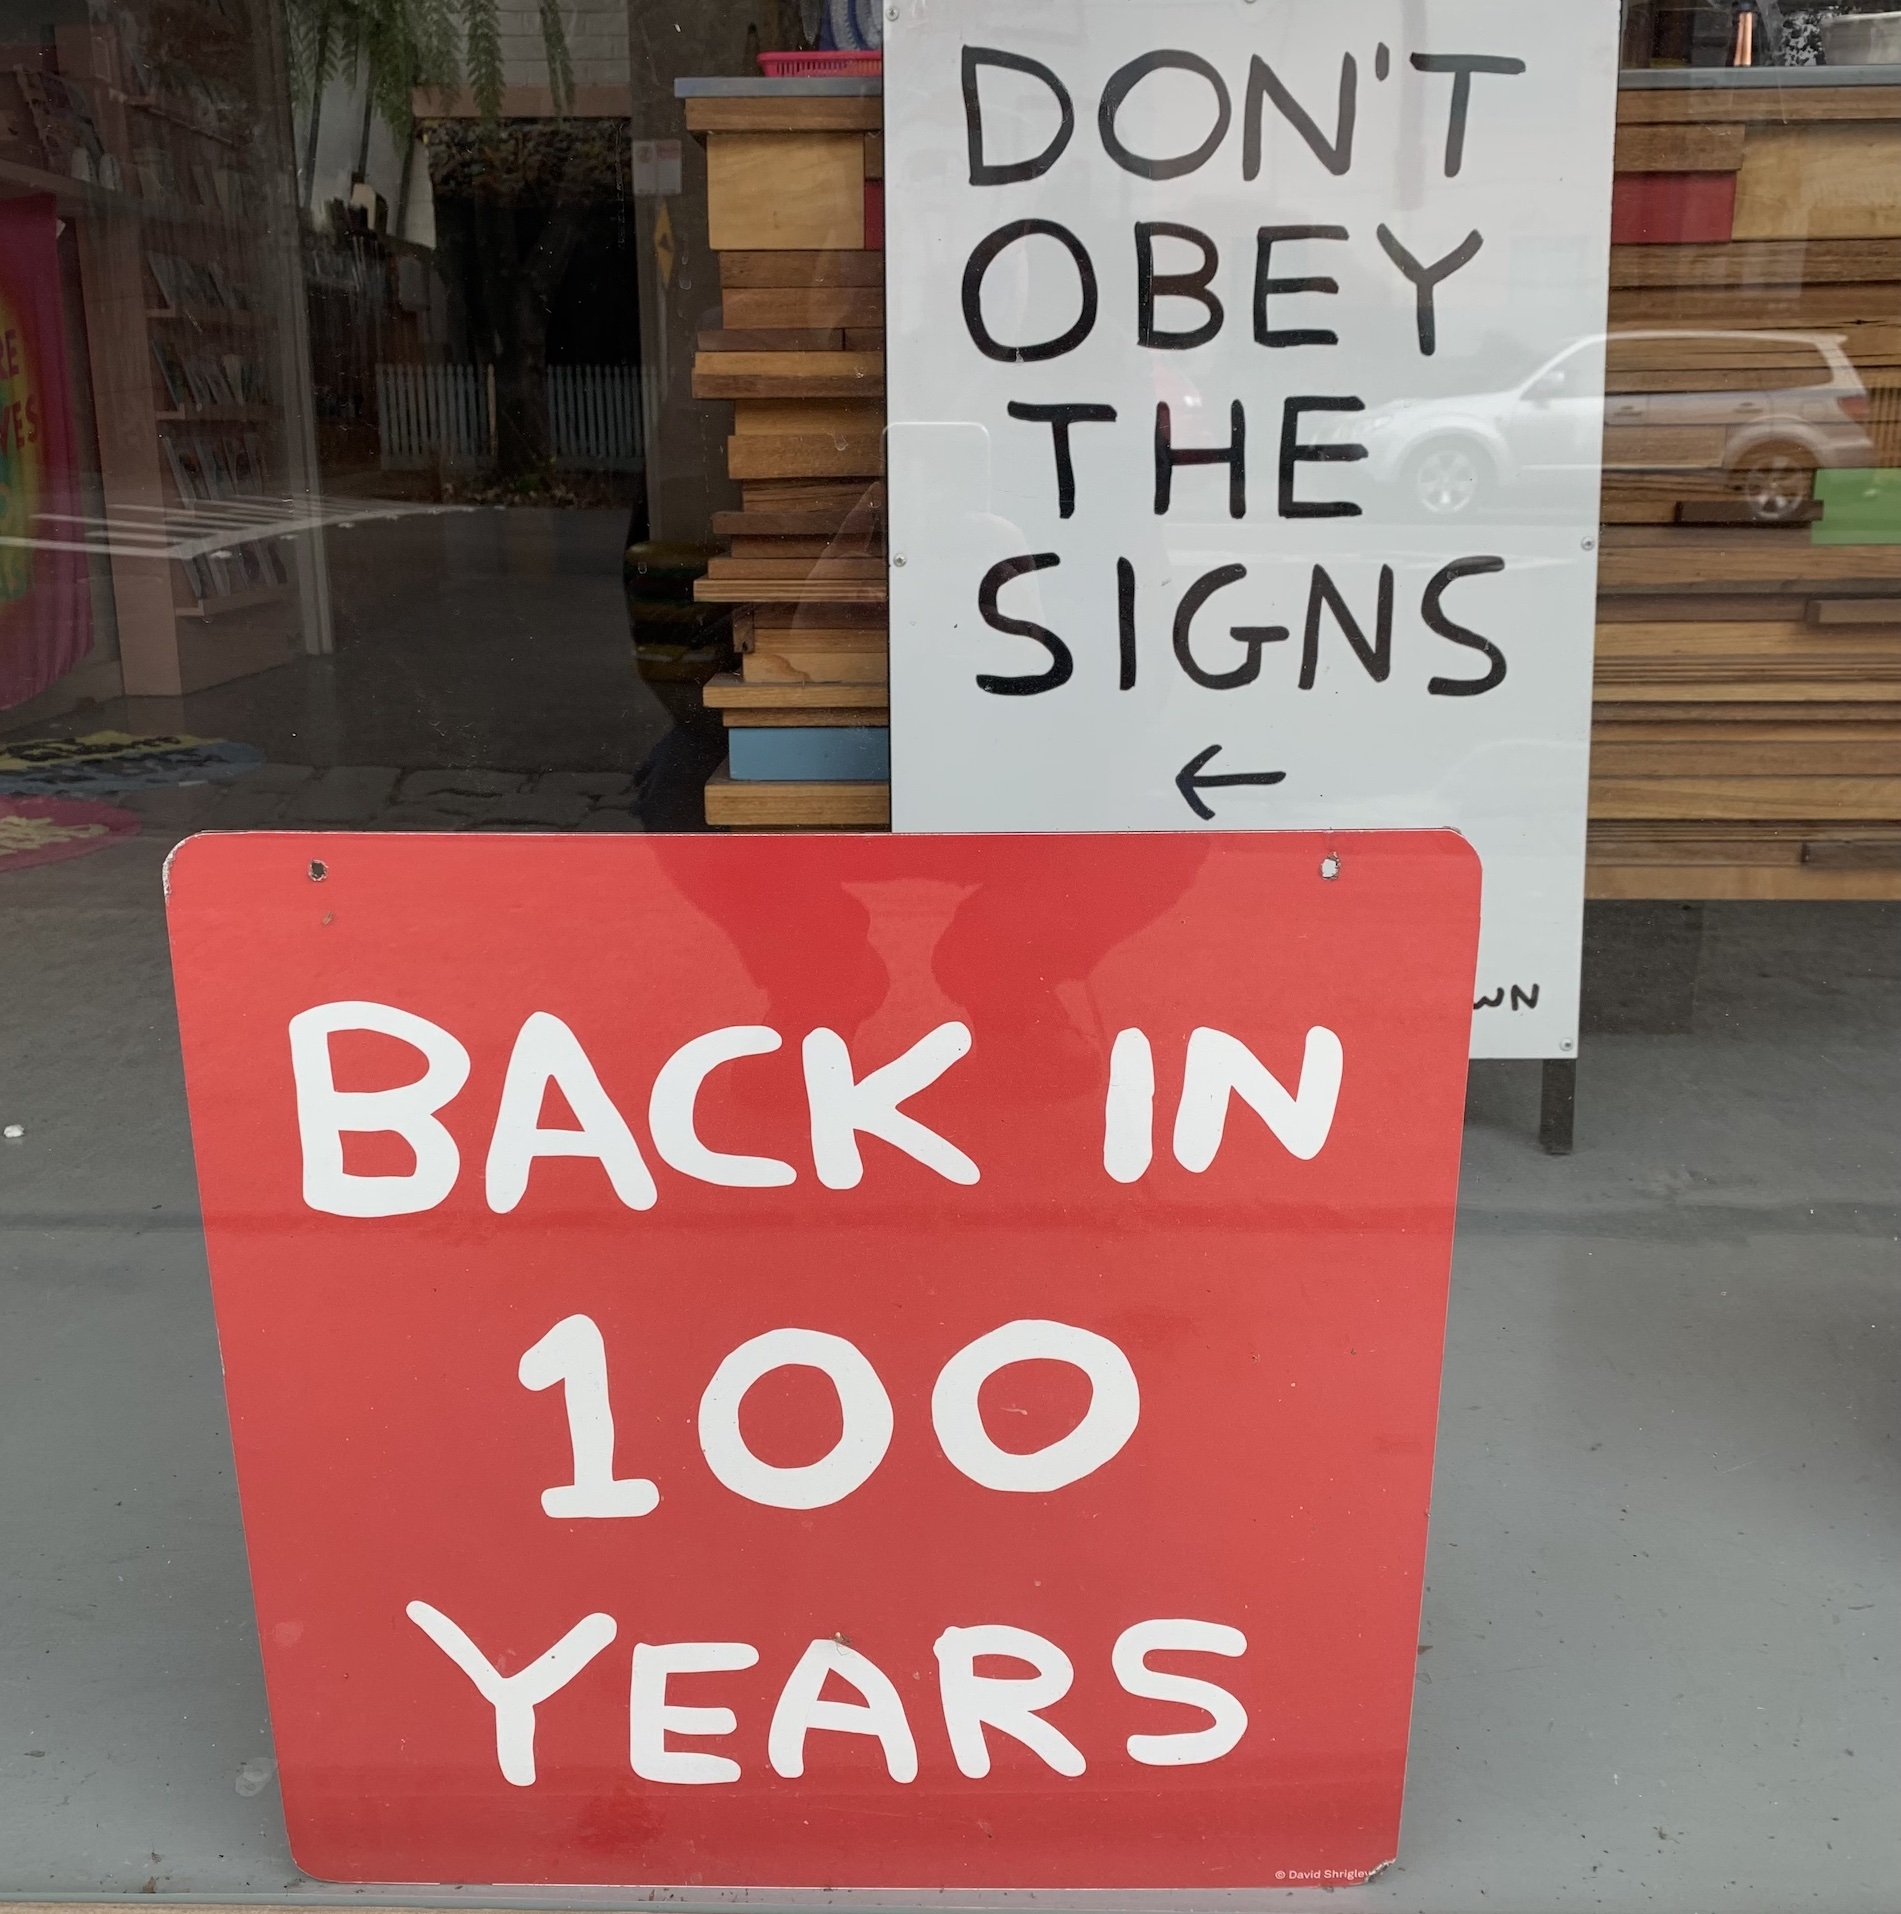 DON'T
OBEY
THE
SIGNS
←
BACK IN
100
YEARS
© David Shrigley